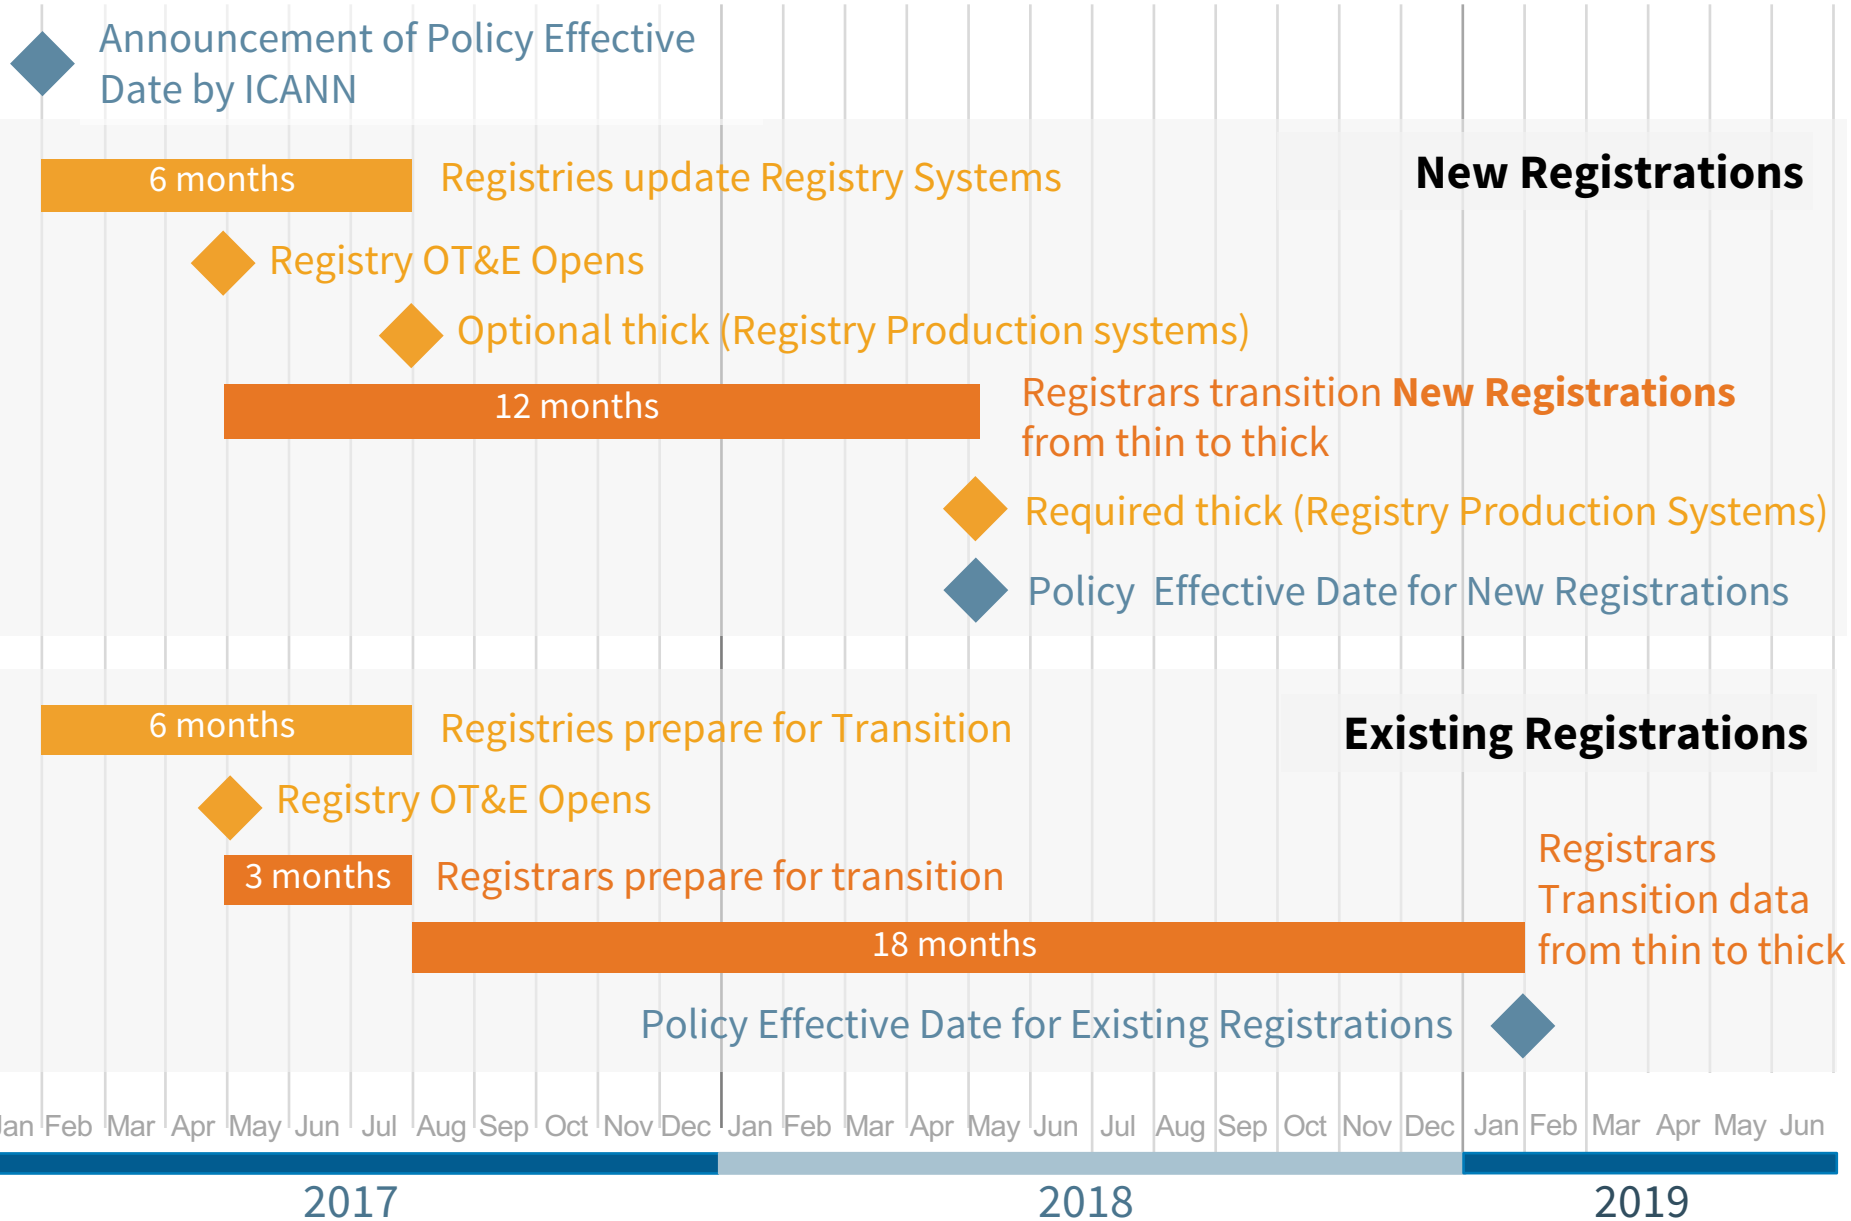 Announcement of Policy Effective
Date by ICANN
New Registrations
6 months
Registries update Registry Systems
Registry OT&E Opens
Optional thick (Registry Production systems)
12 months
Registrars transition New Registrations
from thin to thick
Required thick (Registry Production Systems)
Policy Effective Date for New Registrations
Existing Registrations
6 months
Registries prepare for Transition
Registry OT&E Opens
3 months
Registrars prepare for transition
18 months
Registrars
Transition data
from thin to thick
Policy Effective Date for Existing Registrations
Jan Feb Mar Apr May Jun Jul Aug Sep Oct Nov Dec Jan Feb Mar Apr May Jun Jul Aug Sep Oct Nov Dec Jan Feb Mar Apr May Jun
2017 2018 2019